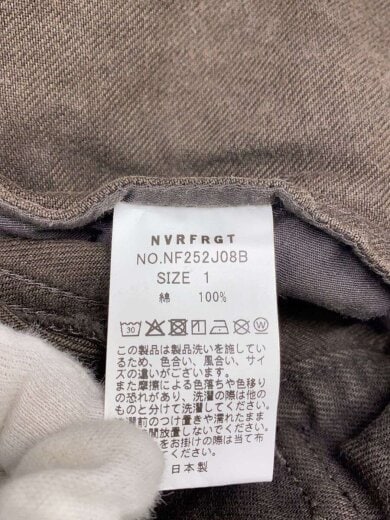 NVRFRGT
NO.NF252J08B
SIZE 1
綿 100%
30 W
この製品は製品洗いを施してい
るため、色合い、風合い、サイズ
の違いがございます。
また摩擦による色落ちや色移り
の恐れがあり、洗濯の際は他の
ものと分けて洗濯してください。
濯前のつけ置きや濡れたまま
間放置しないでください。
をお掛けの際は当て布
日本製